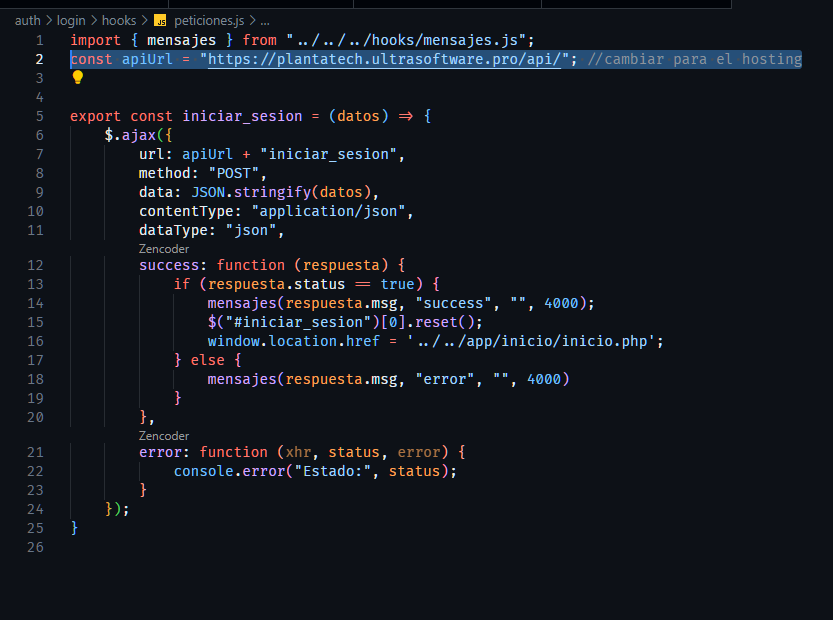 auth > login > hooks > JS peticiones.js > ...
1 import { mensajes } from "../../../hooks/mensajes.js";
2 const apiUrl = "https://plantatech.ultrasoftware.pro/api/"; //cambiar para el hosting
3
4
5 export const iniciar_sesion = (datos) => {
6 $.ajax({
7 url: apiUrl + "iniciar_sesion",
8 method: "POST",
9 data: JSON.stringify(datos),
10 contentType: "application/json",
11 dataType: "json",
Zencoder
12 success: function (respuesta) {
13 if (respuesta.status == true) {
14 mensajes(respuesta.msg, "success", "", 4000);
15 $("#iniciar_sesion")[0].reset();
16 window.location.href = '../../app/inicio/inicio.php';
17 } else {
18 mensajes(respuesta.msg, "error", "", 4000)
19 }
20 },
Zencoder
21 error: function (xhr, status, error) {
22 console.error("Estado:", status);
23 }
24 });
25 }
26